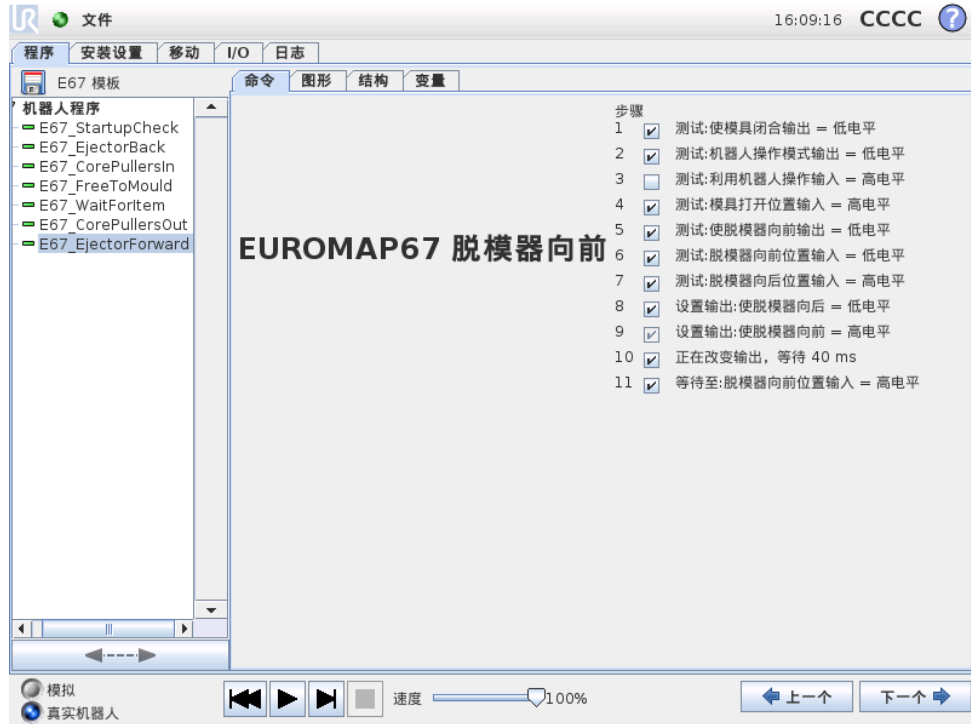 UR 文件 16:09:16 CCCC ?
程序 安装设置 移动 I/O 日志
E67 模板
命令 图形 结构 变量
机器人程序
E67_StartupCheck
E67_EjectorBack
E67_CorePullersIn
E67_FreeToMould
E67_WaitForItem
E67_CorePullersOut
E67_EjectorForward
EUROMAP67 脱模器向前
步骤
1 测试:使模具闭合输出 = 低电平
2 测试:机器人操作模式输出 = 低电平
3 测试:利用机器人操作输入 = 高电平
4 测试:模具打开位置输入 = 高电平
5 测试:使脱模器向前输出 = 低电平
6 测试:脱模器向前位置输入 = 低电平
7 测试:脱模器向后位置输入 = 高电平
8 设置输出:使脱模器向后 = 低电平
9 设置输出:使脱模器向前 = 高电平
10 正在改变输出，等待 40 ms
11 等待至:脱模器向前位置输入 = 高电平
模拟
真实机器人
速度 100%
上一个 下一个